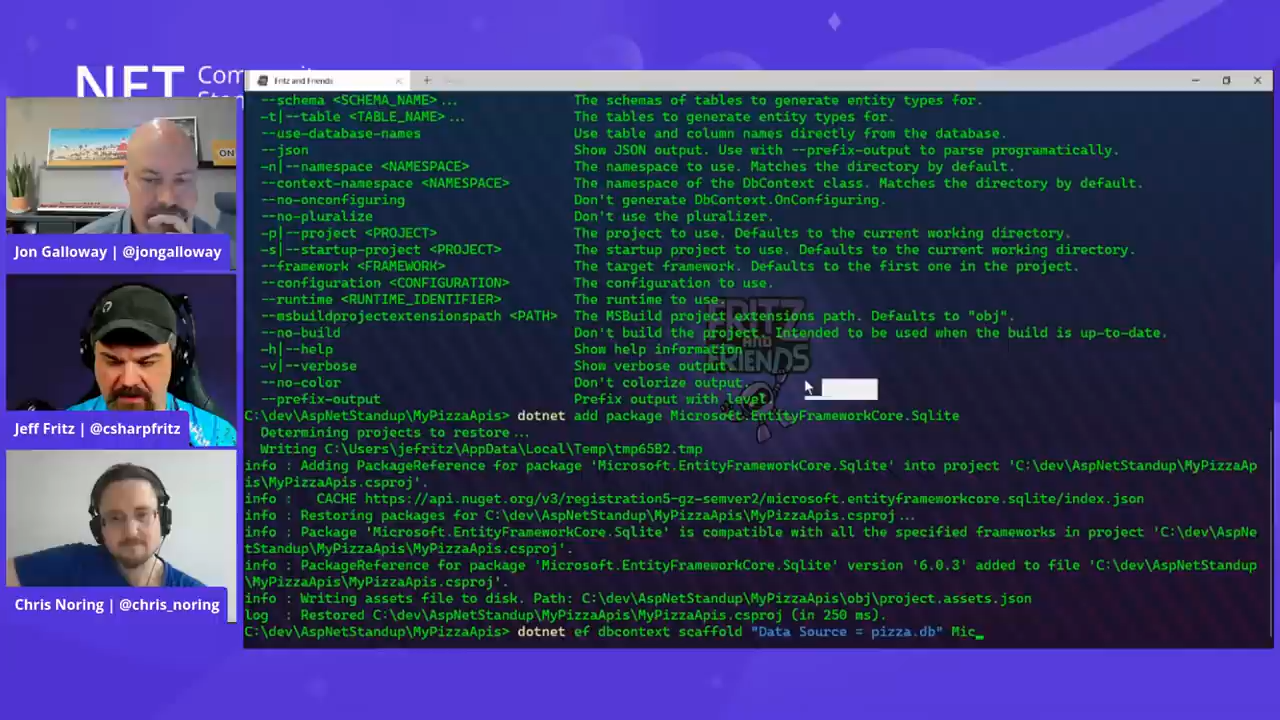 .NET Com
Stan
ON
Jon Galloway | @jongalloway
Jeff Fritz | @csharpfritz
Chris Noring | @chris_noring
Fritz and Friends
--schema <SCHEMA_NAME>... The schemas of tables to generate entity types for.
-t|--table <TABLE_NAME>... The tables to generate entity types for.
--use-database-names Use table and column names directly from the database.
--json Show JSON output. Use with --prefix-output to parse programatically.
-n|--namespace <NAMESPACE> The namespace to use. Matches the directory by default.
--context-namespace <NAMESPACE> The namespace of the DbContext class. Matches the directory by default.
--no-onconfiguring Don't generate DbContext.OnConfiguring.
--no-pluralize Don't use the pluralizer.
-p|--project <PROJECT> The project to use. Defaults to the current working directory.
-s|--startup-project <PROJECT> The startup project to use. Defaults to the current working directory.
--framework <FRAMEWORK> The target framework. Defaults to the first one in the project.
--configuration <CONFIGURATION> The configuration to use.
--runtime <RUNTIME_IDENTIFIER> The runtime to use.
--msbuildprojectextensionspath <PATH> The MSBuild project extensions path. Defaults to "obj".
--no-build Don't build the project. Intended to be used when the build is up-to-date.
-h|--help Show help information
-v|--verbose Show verbose output.
--no-color Don't colorize output.
--prefix-output Prefix output with level.
FRITZ
AND
FRIENDS
C:\dev\AspNetStandup\MyPizzaApis> dotnet add package Microsoft.EntityFrameworkCore.Sqlite
Determining projects to restore...
Writing C:\Users\jefritz\AppData\Local\Temp\tmp65B2.tmp
info : Adding PackageReference for package 'Microsoft.EntityFrameworkCore.Sqlite' into project 'C:\dev\AspNetStandup\MyPizzaAp
is\MyPizzaApis.csproj'.
info : CACHE https://api.nuget.org/v3/registration5-gz-semver2/microsoft.entityframeworkcore.sqlite/index.json
info : Restoring packages for C:\dev\AspNetStandup\MyPizzaApis\MyPizzaApis.csproj...
info : Package 'Microsoft.EntityFrameworkCore.Sqlite' is compatible with all the specified frameworks in project 'C:\dev\AspNe
tStandup\MyPizzaApis\MyPizzaApis.csproj'.
info : PackageReference for package 'Microsoft.EntityFrameworkCore.Sqlite' version '6.0.3' added to file 'C:\dev\AspNetStandup
\MyPizzaApis\MyPizzaApis.csproj'.
info : Writing assets file to disk. Path: C:\dev\AspNetStandup\MyPizzaApis\obj\project.assets.json
log : Restored C:\dev\AspNetStandup\MyPizzaApis\MyPizzaApis.csproj (in 250 ms).
C:\dev\AspNetStandup\MyPizzaApis> dotnet ef dbcontext scaffold "Data Source = pizza.db" Mic